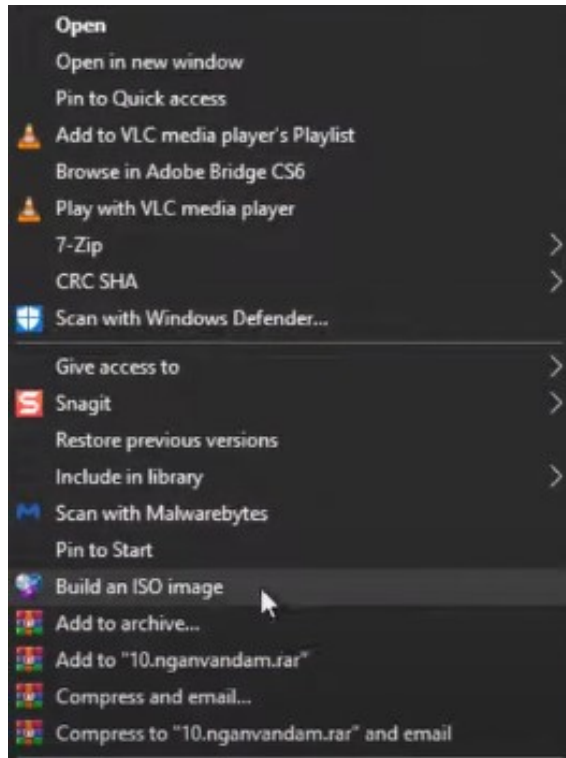 Open
Open in new window
Pin to Quick access
Add to VLC media player's Playlist
Browse in Adobe Bridge CS6
Play with VLC media player
7-Zip
CRC SHA
Scan with Windows Defender...
Give access to
Snagit
Restore previous versions
Include in library
Scan with Malwarebytes
Pin to Start
Build an ISO image
Add to archive...
Add to "10.nganvandam.rar"
Compress and email...
Compress to "10.nganvandam.rar" and email